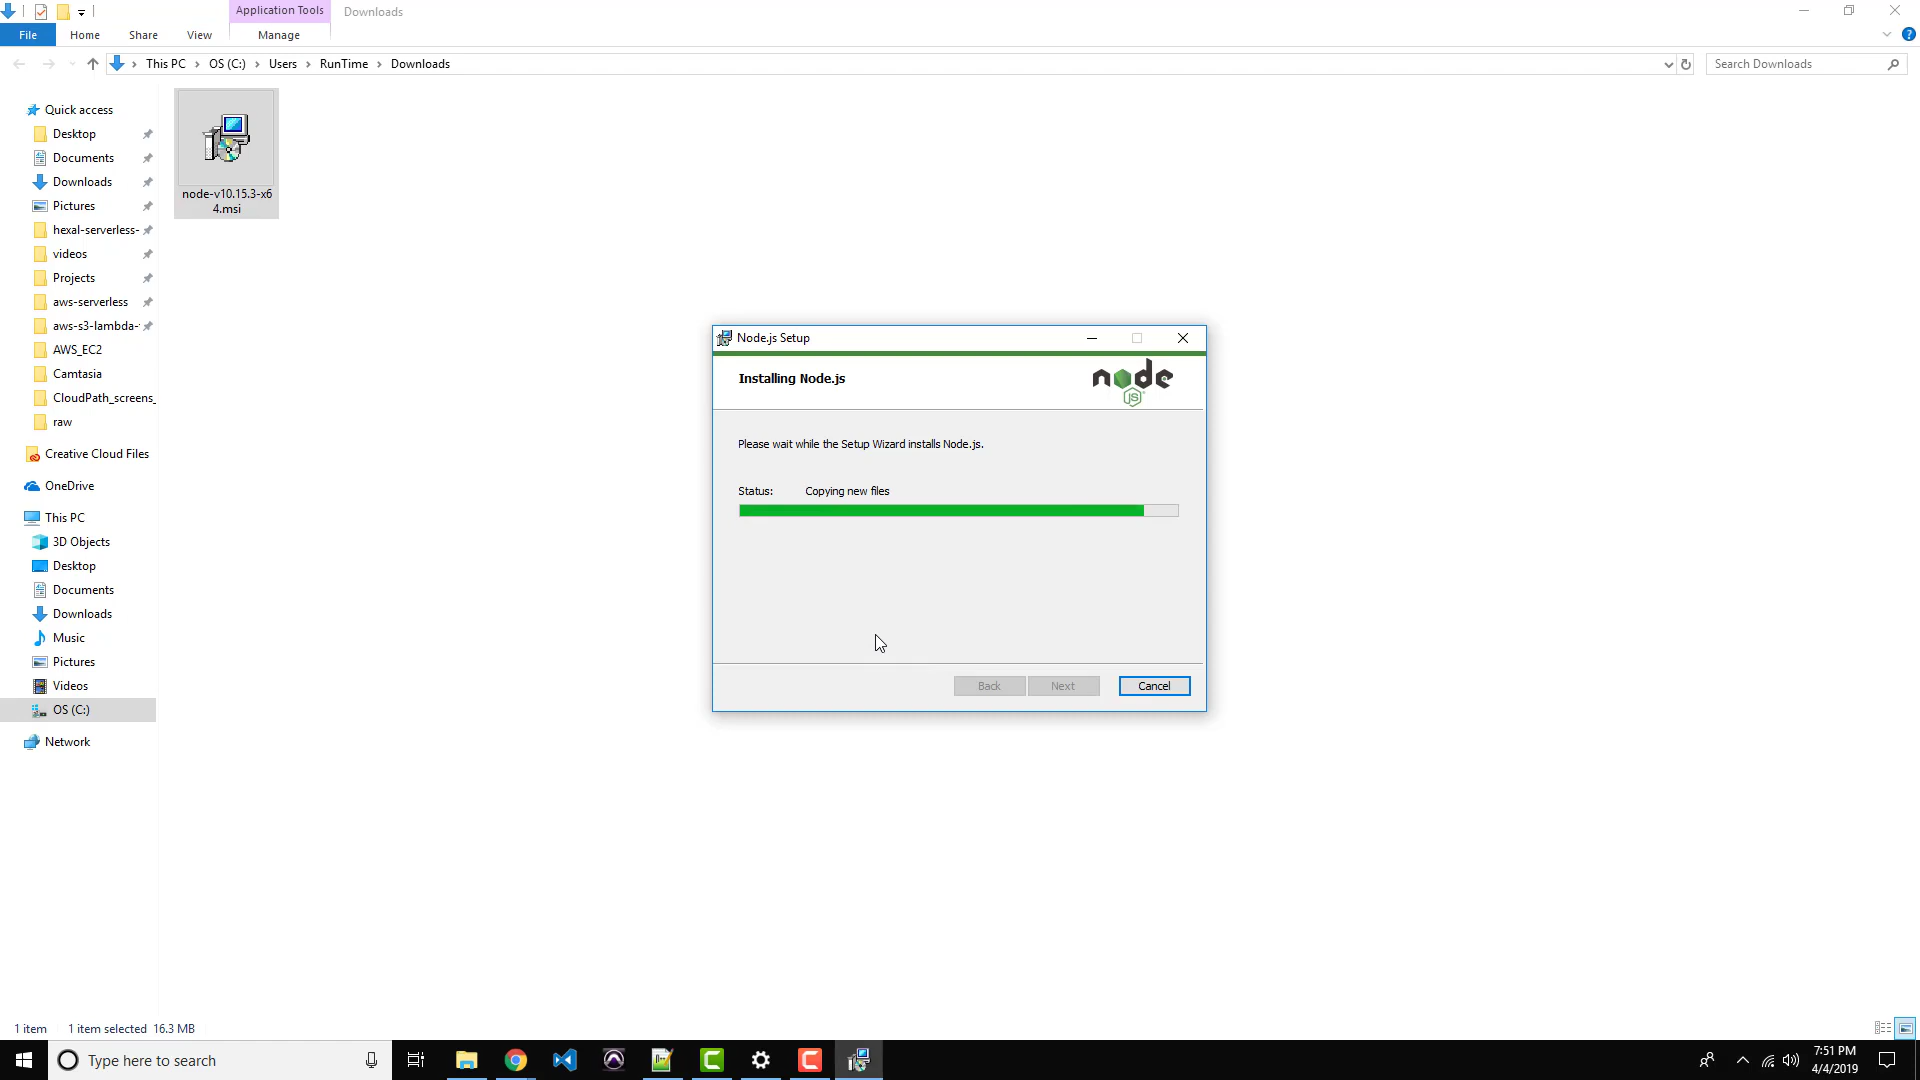 Application Tools
Downloads
File
Home
Share
View
Manage
This PC
OS (C:)
Users
RunTime
Downloads
Search Downloads
Quick access
Desktop
Documents
Downloads
Pictures
hexal-serverless-
videos
Projects
aws-serverless
aws-s3-lambda-
AWS_EC2
Camtasia
CloudPath_screens_
raw
Creative Cloud Files
OneDrive
This PC
3D Objects
Desktop
Documents
Downloads
Music
Pictures
Videos
OS (C:)
Network
node-v10.15.3-x6
4.msi
Node.js Setup
Installing Node.js
node
JS
Please wait while the Setup Wizard installs Node.js.
Status: Copying new files
Back
Next
Cancel
1 item
1 item selected 16.3 MB
Type here to search
7:51 PM
4/4/2019